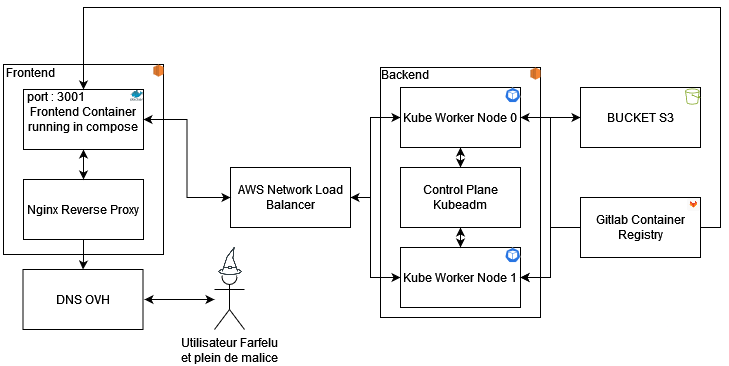 Frontend
port : 3001
Frontend Container
running in compose
Nginx Reverse Proxy
DNS OVH
Utilisateur Farfelu
et plein de malice
AWS Network Load
Balancer
Backend
Kube Worker Node 0
Control Plane
Kubeadm
Kube Worker Node 1
BUCKET S3
Gitlab Container
Registry